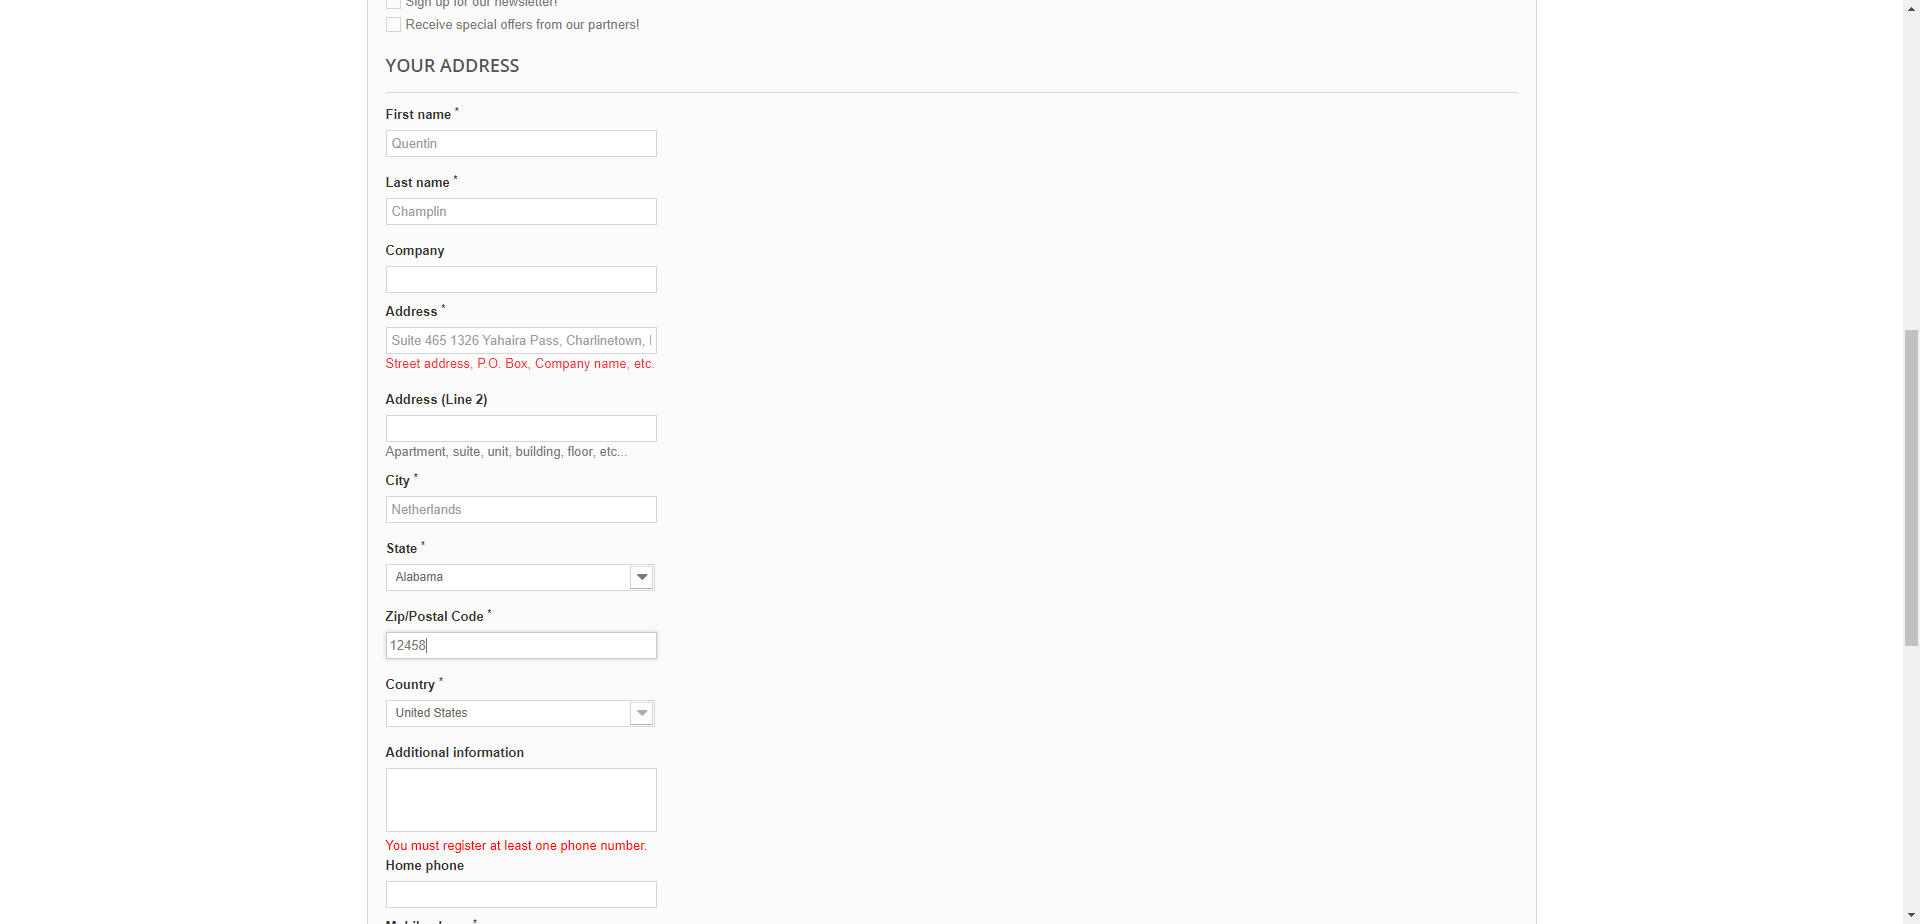 Sign up for our newsletter!
Receive special offers from our partners!
YOUR ADDRESS
First name *
Quentin
Last name *
Champlin
Company
Address *
Suite 465 1326 Yahaira Pass, Charlinetown,
Street address, P.O. Box, Company name, etc.
Address (Line 2)
Apartment, suite, unit, building, floor, etc...
City *
Netherlands
State *
Alabama
Zip/Postal Code *
12458
Country *
United States
Additional information
You must register at least one phone number.
Home phone